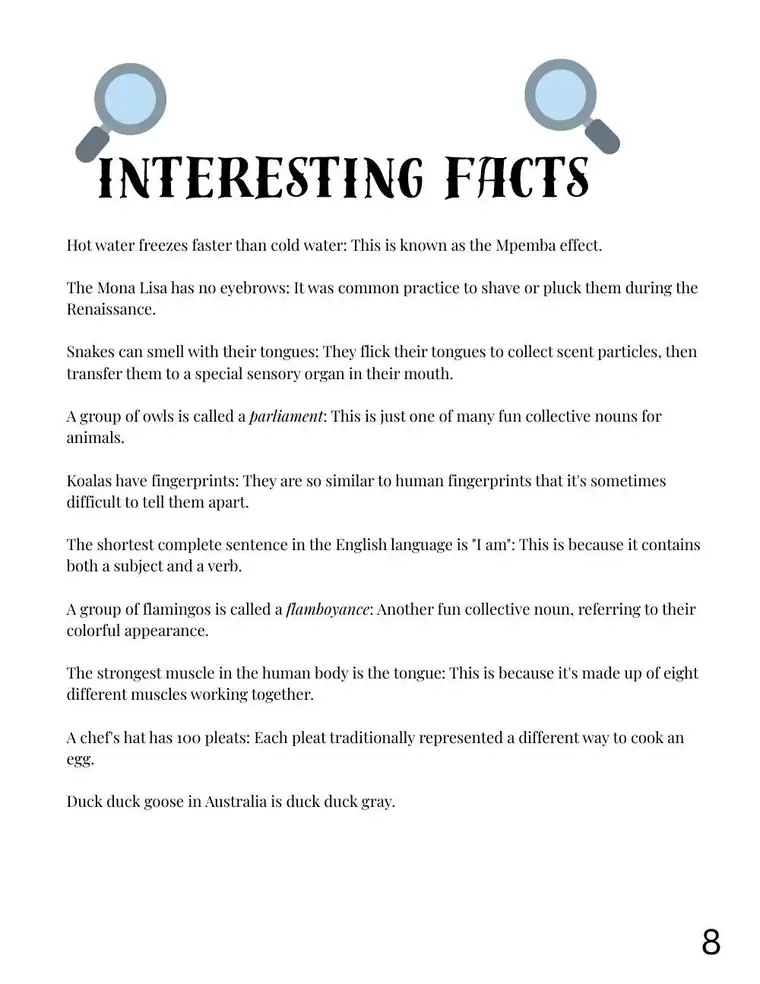 INTERESTING FACTS
Hot water freezes faster than cold water: This is known as the Mpemba effect.
The Mona Lisa has no eyebrows: It was common practice to shave or pluck them during the
Renaissance.
Snakes can smell with their tongues: They flick their tongues to collect scent particles, then
transfer them to a special sensory organ in their mouth.
A group of owls is called a parliament: This is just one of many fun collective nouns for
animals.
Koalas have fingerprints: They are so similar to human fingerprints that it's sometimes
difficult to tell them apart.
The shortest complete sentence in the English language is "I am": This is because it contains
both a subject and a verb.
A group of flamingos is called a flamboyance: Another fun collective noun, referring to their
colorful appearance.
The strongest muscle in the human body is the tongue: This is because it's made up of eight
different muscles working together.
A chef's hat has 100 pleats: Each pleat traditionally represented a different way to cook an
egg.
Duck duck goose in Australia is duck duck gray.
8